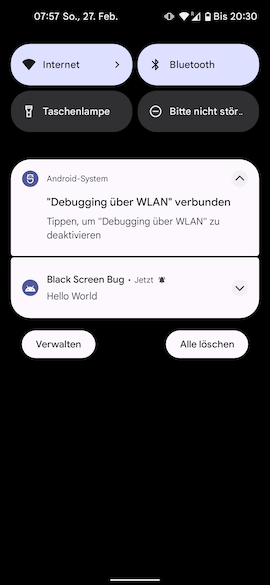 07:57 So., 27. Feb. Bis 20:30
Internet Bluetooth
Taschenlampe Bitte nicht stör..
Android-System
"Debugging über WLAN" verbunden
Tippen, um "Debugging über WLAN" zu
deaktivieren
Black Screen Bug • Jetzt
Hello World
Verwalten Alle löschen